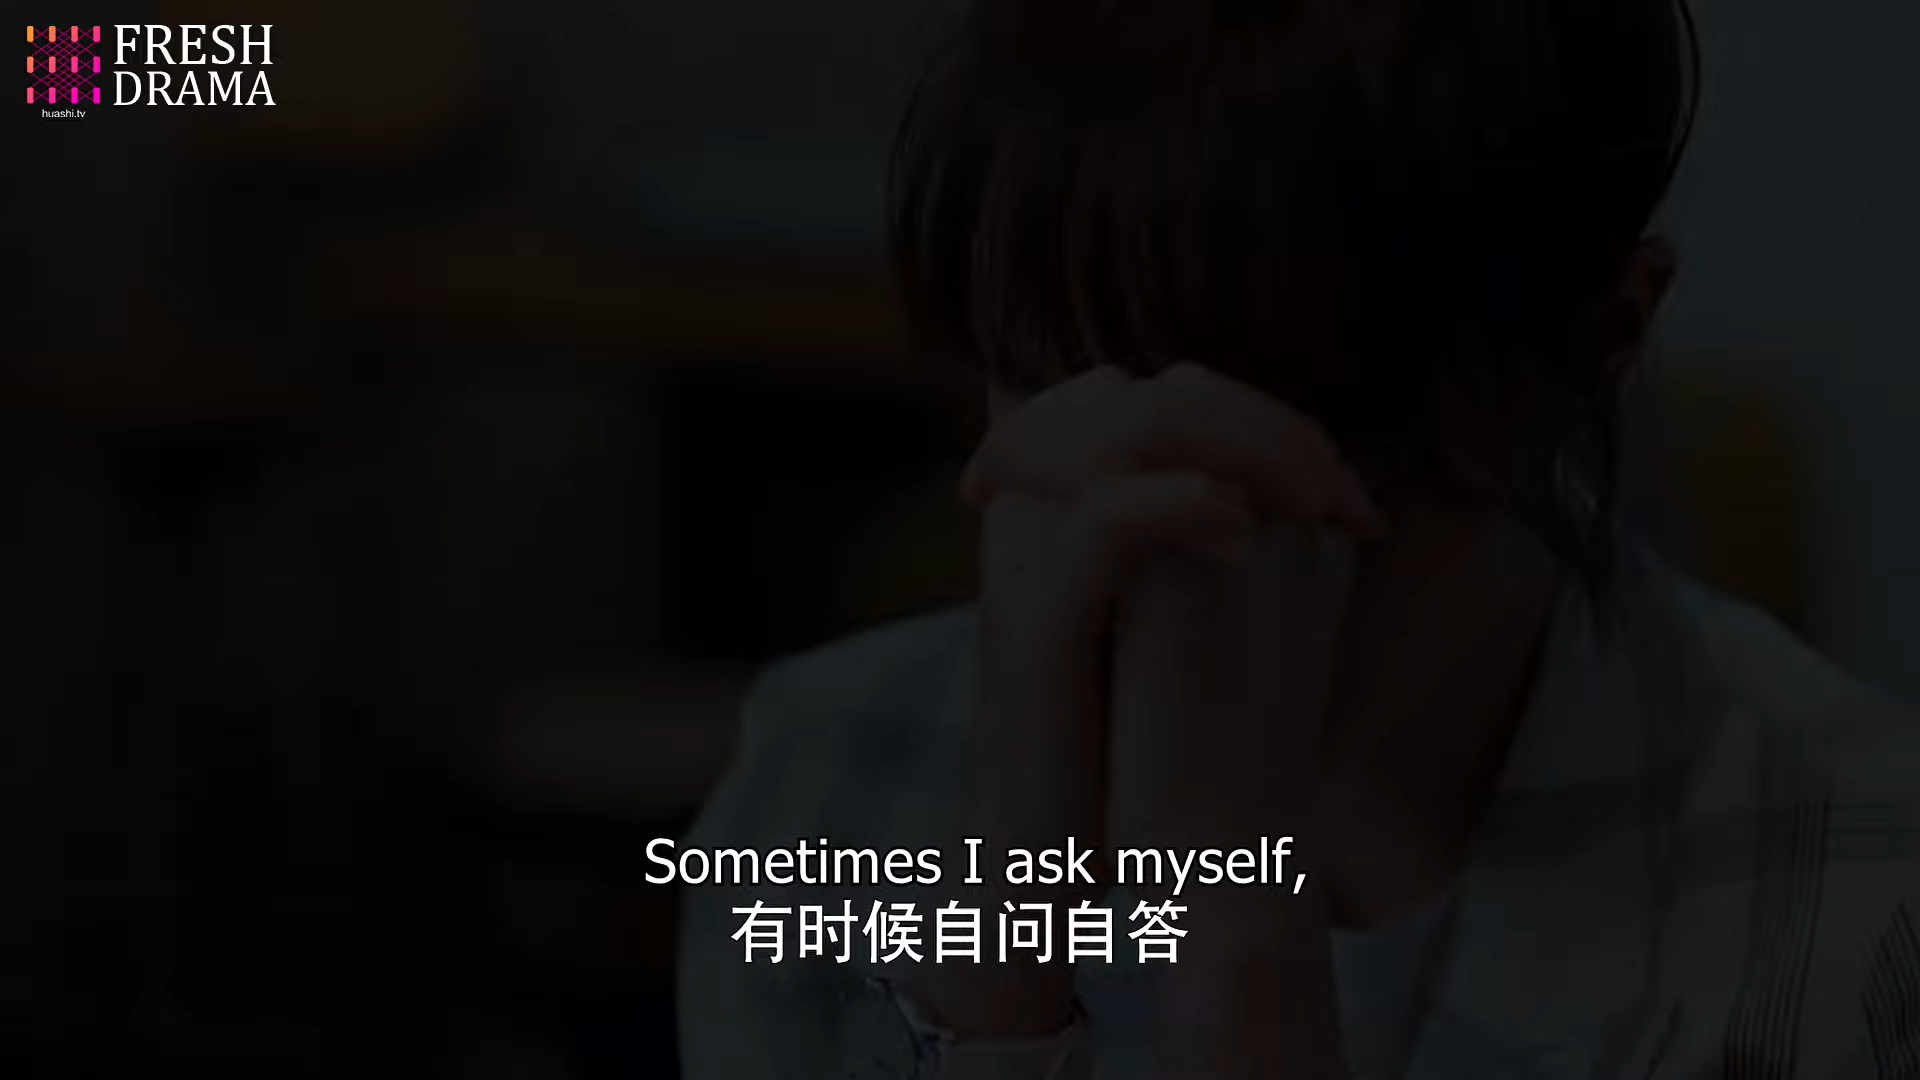 FRESH
DRAMA
huashi.tv
Sometimes I ask myself,
有时候自问自答